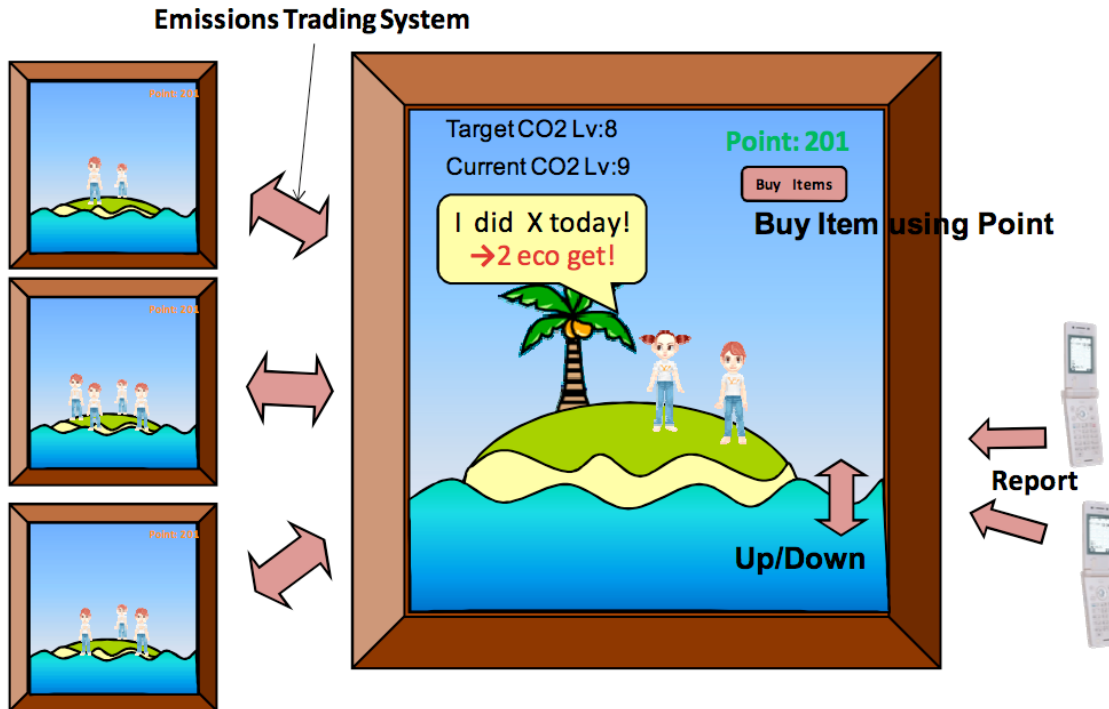 Emissions Trading System
Point: 201
Point: 201
Point: 201
Target CO2 Lv:8
Current CO2 Lv:9
Point: 201
Buy Items
Buy Item using Point
I did X today!
→2 eco get!
Report
Up/Down